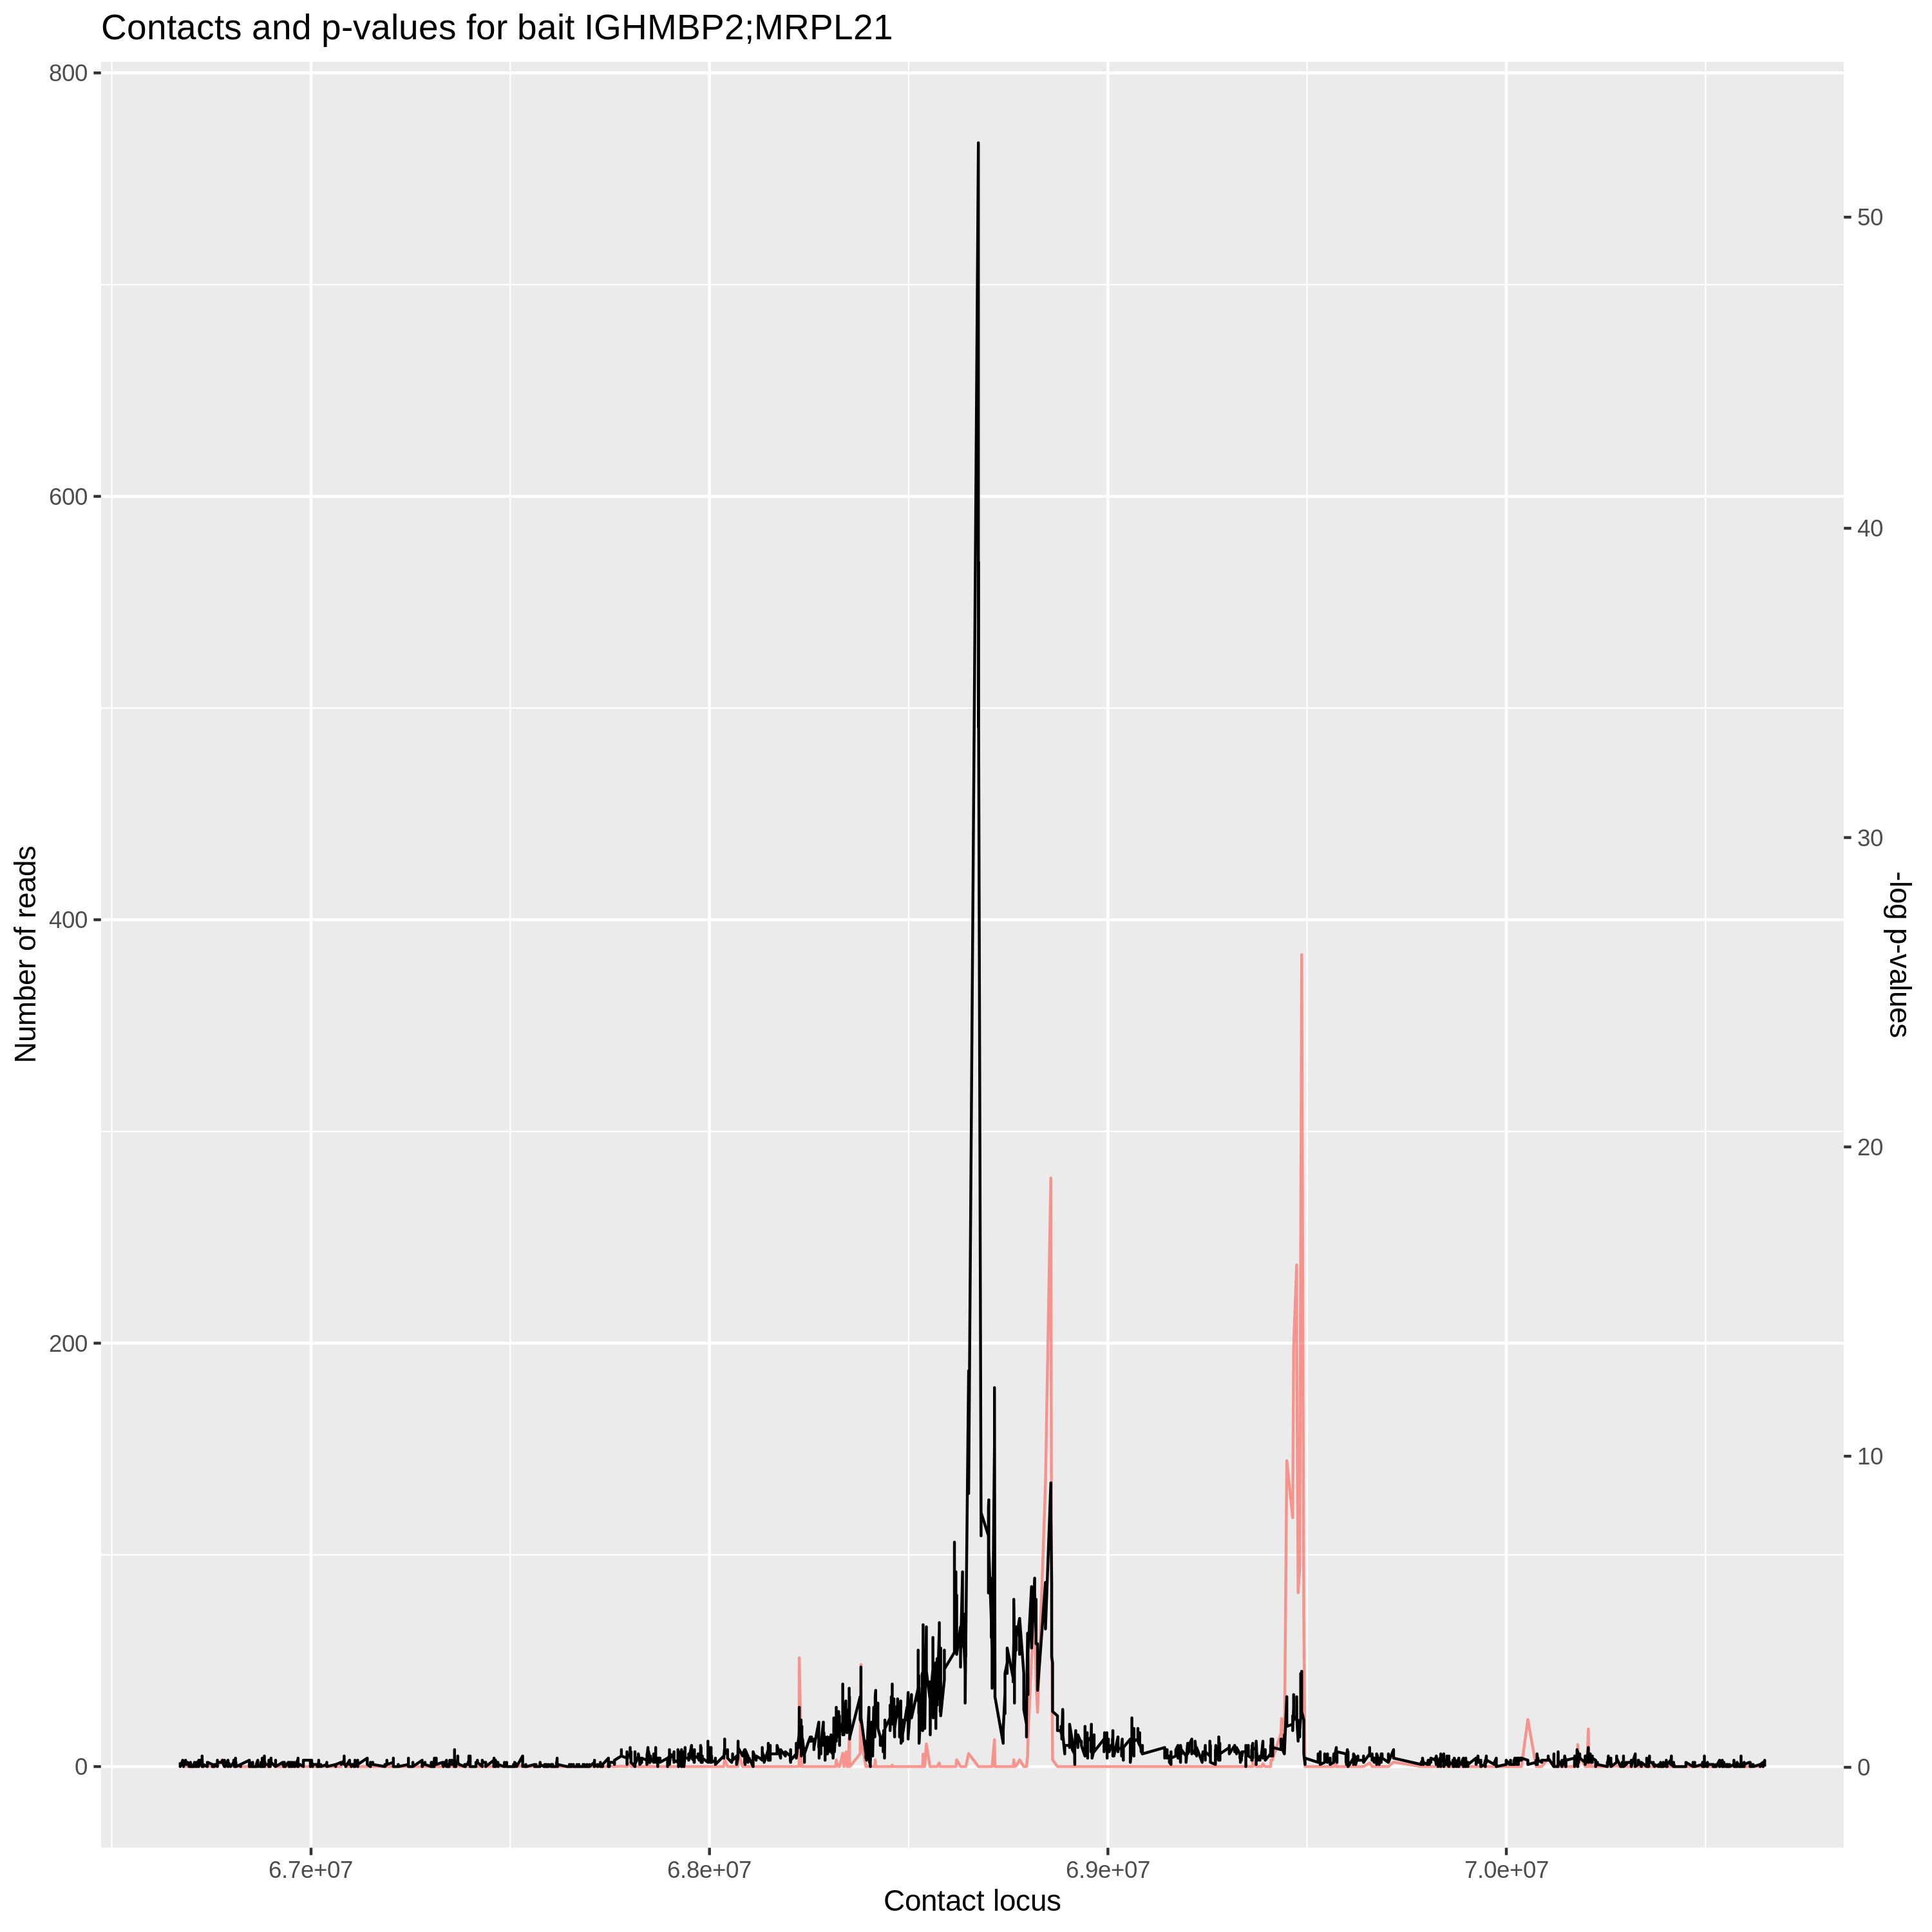 Contacts and p-values for bait IGHMBP2;MRPL21
800
600
400
200
0
50
40
30
20
10
0
Number of reads
-log p-values
6.7e+07
6.8e+07
6.9e+07
7.0e+07
Contact locus